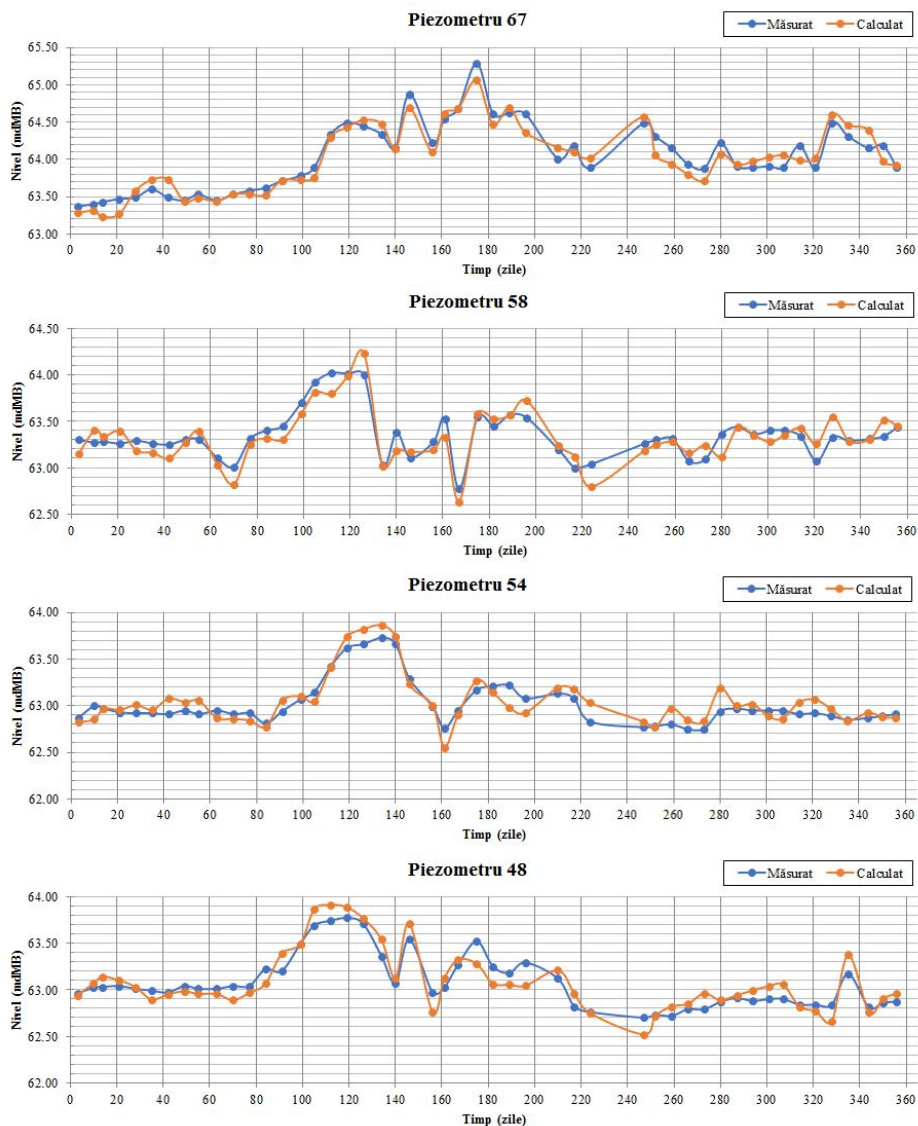 Piezometru 67
Măsurat Calculat
Nivel (mdMB)
65.50
65.00
64.50
64.00
63.50
63.00
0 20 40 60 80 100 120 140 160 180 200 220 240 260 280 300 320 340 360
Timp (zile)
Piezometru 58
Măsurat Calculat
Nivel (mdMB)
64.50
64.00
63.50
63.00
62.50
0 20 40 60 80 100 120 140 160 180 200 220 240 260 280 300 320 340 360
Timp (zile)
Piezometru 54
Măsurat Calculat
Nivel (mdMB)
64.00
63.50
63.00
62.50
62.00
0 20 40 60 80 100 120 140 160 180 200 220 240 260 280 300 320 340 360
Timp (zile)
Piezometru 48
Măsurat Calculat
Nivel (mdMB)
64.00
63.50
63.00
62.50
62.00
0 20 40 60 80 100 120 140 160 180 200 220 240 260 280 300 320 340 360
Timp (zile)